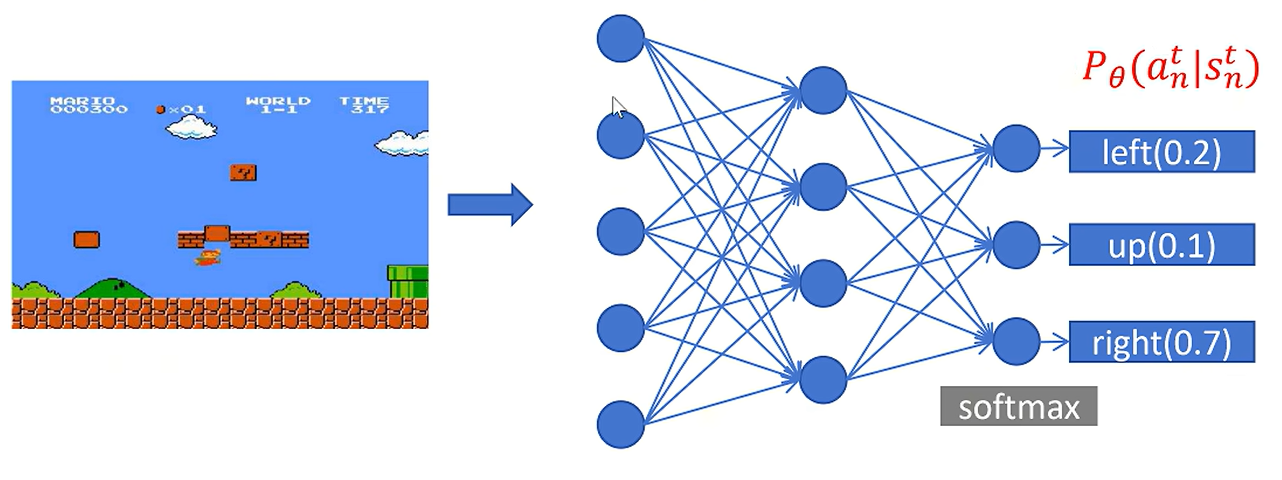 MARIO WORLD TIME
000300 ×01 1-1 317
?
?
P_θ(a_n^t|s_n^t)
left(0.2)
up(0.1)
right(0.7)
softmax